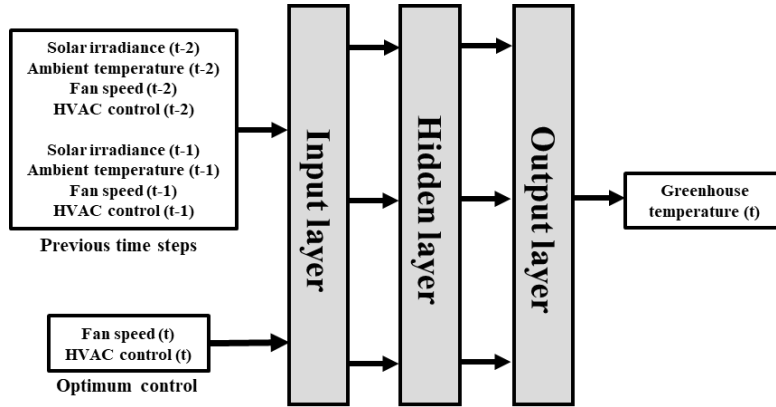 Solar irradiance (t-2)
Ambient temperature (t-2)
Fan speed (t-2)
HVAC control (t-2)
Solar irradiance (t-1)
Ambient temperature (t-1)
Fan speed (t-1)
HVAC control (t-1)
Previous time steps
Fan speed (t)
HVAC control (t)
Optimum control
Input layer
Hidden layer
Output layer
Greenhouse
temperature (t)